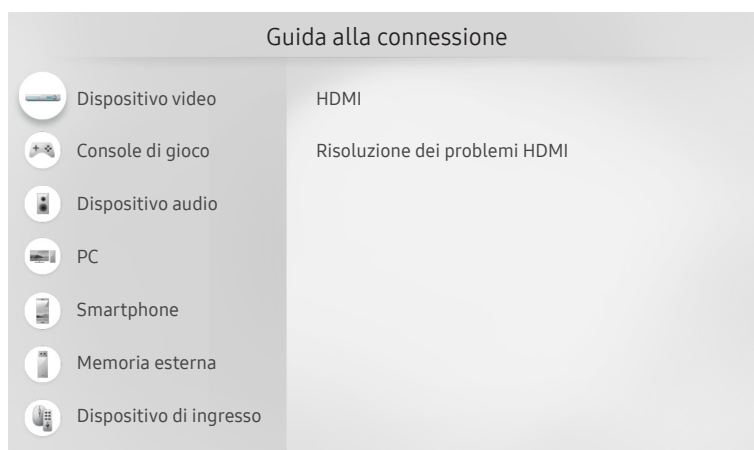 Guida alla connessione
Dispositivo video
Console di gioco
Dispositivo audio
PC
Smartphone
Memoria esterna
Dispositivo di ingresso
HDMI
Risoluzione dei problemi HDMI